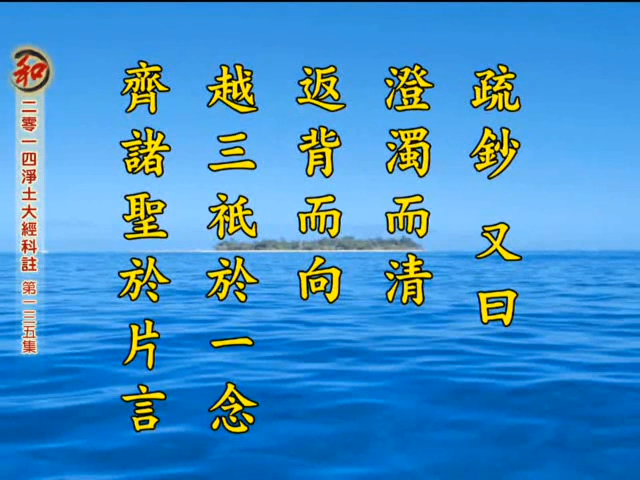 疏鈔 又曰
澄濁而清
返背而向
越三祇於一念
齊諸聖於片言
和
二零一四淨土大經科註 第一三五集